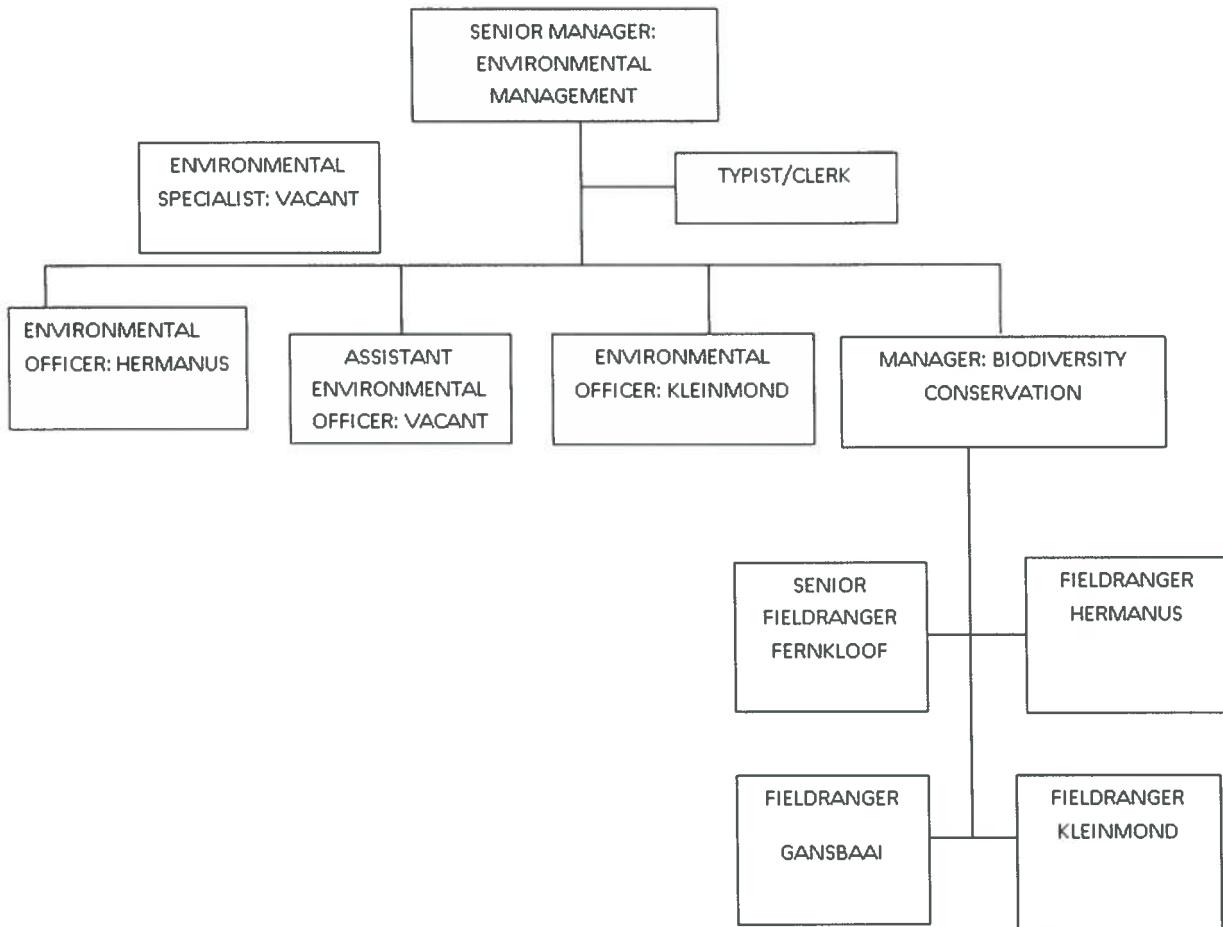 SENIOR MANAGER:
ENVIRONMENTAL
MANAGEMENT
ENVIRONMENTAL
SPECIALIST: VACANT
TYPIST/CLERK
ENVIRONMENTAL
OFFICER: HERMANUS
ASSISTANT
ENVIRONMENTAL
OFFICER: VACANT
ENVIRONMENTAL
OFFICER: KLEINMOND
MANAGER: BIODIVERSITY
CONSERVATION
SENIOR
FIELDRANGER
FERNKLOOF
FIELDRANGER
HERMANUS
FIELDRANGER
GANSBAAI
FIELDRANGER
KLEINMOND